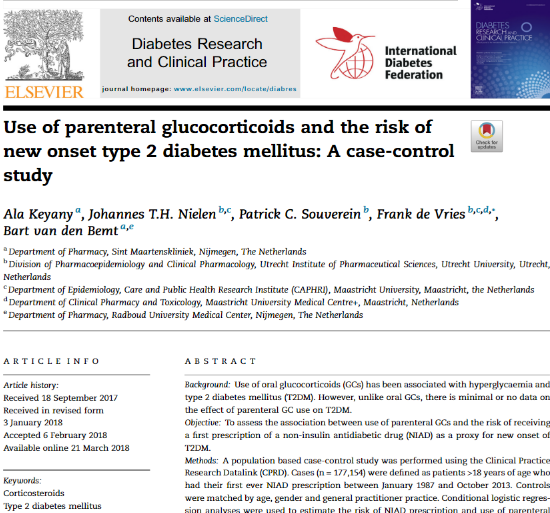 Contents available at ScienceDirect
Diabetes Research
and Clinical Practice
journal homepage: www.elsevier.com/locate/diabres
ELSEVIER
International
Diabetes
Federation
DIABETES
RESEARCH AND
CLINICAL PRACTICE
Use of parenteral glucocorticoids and the risk of
new onset type 2 diabetes mellitus: A case-control
study
Check for
updates
Ala Keyany a, Johannes T.H. Nielen b,c, Patrick C. Souverein b, Frank de Vries b,c,d,*,
Bart van den Bemt a,e
a Department of Pharmacy, Sint Maartenskliniek, Nijmegen, The Netherlands
b Division of Pharmacoepidemiology and Clinical Pharmacology, Utrecht Institute of Pharmaceutical Sciences, Utrecht University, Utrecht,
Netherlands
c Department of Epidemiology, Care and Public Health Research Institute (CAPHRI), Maastricht University, Maastricht, the Netherlands
d Department of Clinical Pharmacy and Toxicology, Maastricht University Medical Centre+, Maastricht, Netherlands
e Department of Pharmacy, Radboud University Medical Center, Nijmegen, The Netherlands
ARTICLE INFO
Article history:
Received 18 September 2017
Received in revised form
3 January 2018
Accepted 6 February 2018
Available online 21 March 2018
Keywords:
Corticosteroids
Type 2 diabetes mellitus
ABSTRACT
Background: Use of oral glucocorticoids (GCs) has been associated with hyperglycaemia and
type 2 diabetes mellitus (T2DM). However, unlike oral GCs, there is minimal or no data on
the effect of parenteral GC use on T2DM.
Objective: To assess the association between use of parenteral GCs and the risk of receiving
a first prescription of a non-insulin antidiabetic drug (NIAD) as a proxy for new onset of
T2DM.
Methods: A population based case-control study was performed using the Clinical Practice
Research Datalink (CPRD). Cases (n = 177,154) were defined as patients >18 years of age who
had their first ever NIAD prescription between January 1987 and October 2013. Controls
were matched by age, gender and general practitioner practice. Conditional logistic regres-
sion analyses were used to estimate the risk of NIAD prescription and use of parenteral